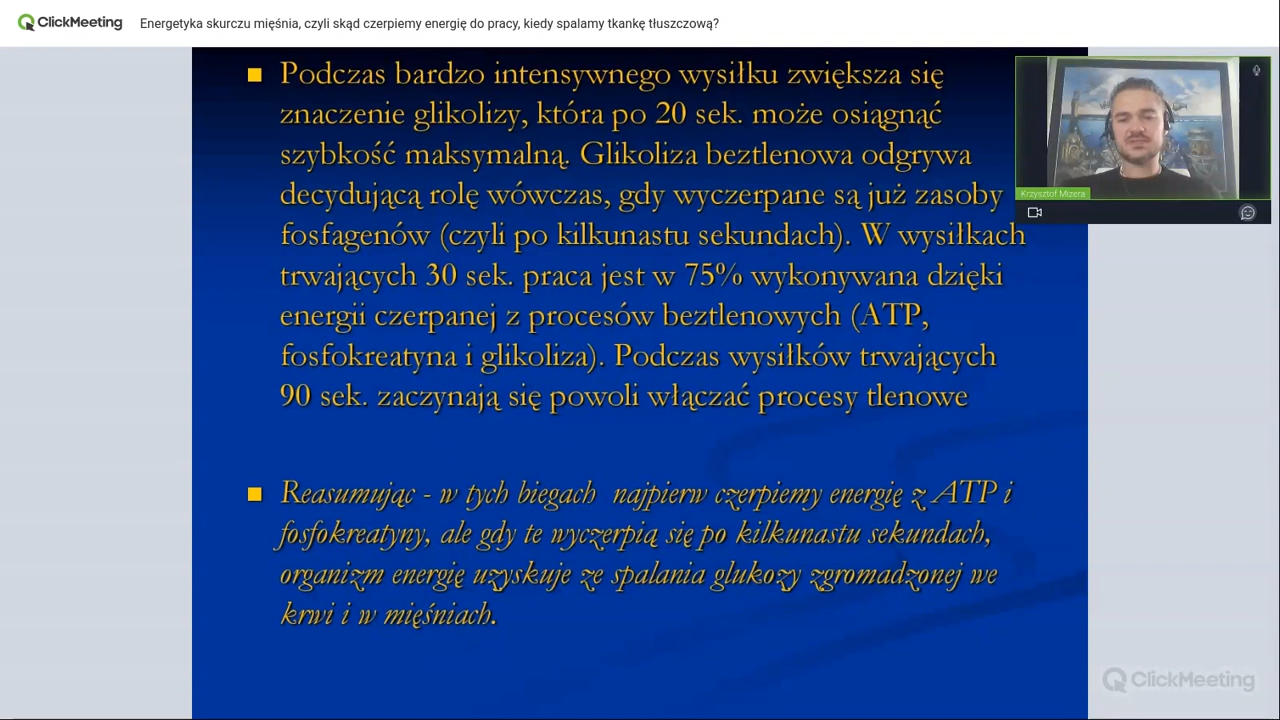 ClickMeeting Energetyka skurczu mięśnia, czyli skąd czerpiemy energię do pracy, kiedy spalamy tkankę tłuszczową?
Podczas bardzo intensywnego wysiłku zwiększa się
znaczenie glikolizy, która po 20 sek. może osiągnąć
szybkość maksymalną. Glikoliza beztlenowa odgrywa
decydującą rolę wówczas, gdy wyczerpane są już zasoby
fosfagenów (czyli po kilkunastu sekundach). W wysiłkach
trwających 30 sek. praca jest w 75% wykonywana dzięki
energii czerpanej z procesów beztlenowych (ATP,
fosfokreatyna i glikoliza). Podczas wysiłków trwających
90 sek. zaczynają się powoli włączać procesy tlenowe
Reasumując - w tych biegach najpierw czerpiemy energię z ATP i
fosfokreatyny, ale gdy te wyczerpią się po kilkunastu sekundach,
organizm energię uzyskuje ze spalania glukozy zgromadzonej we
krwi i w mięśniach.
Krzysztof Mizera
ClickMeeting